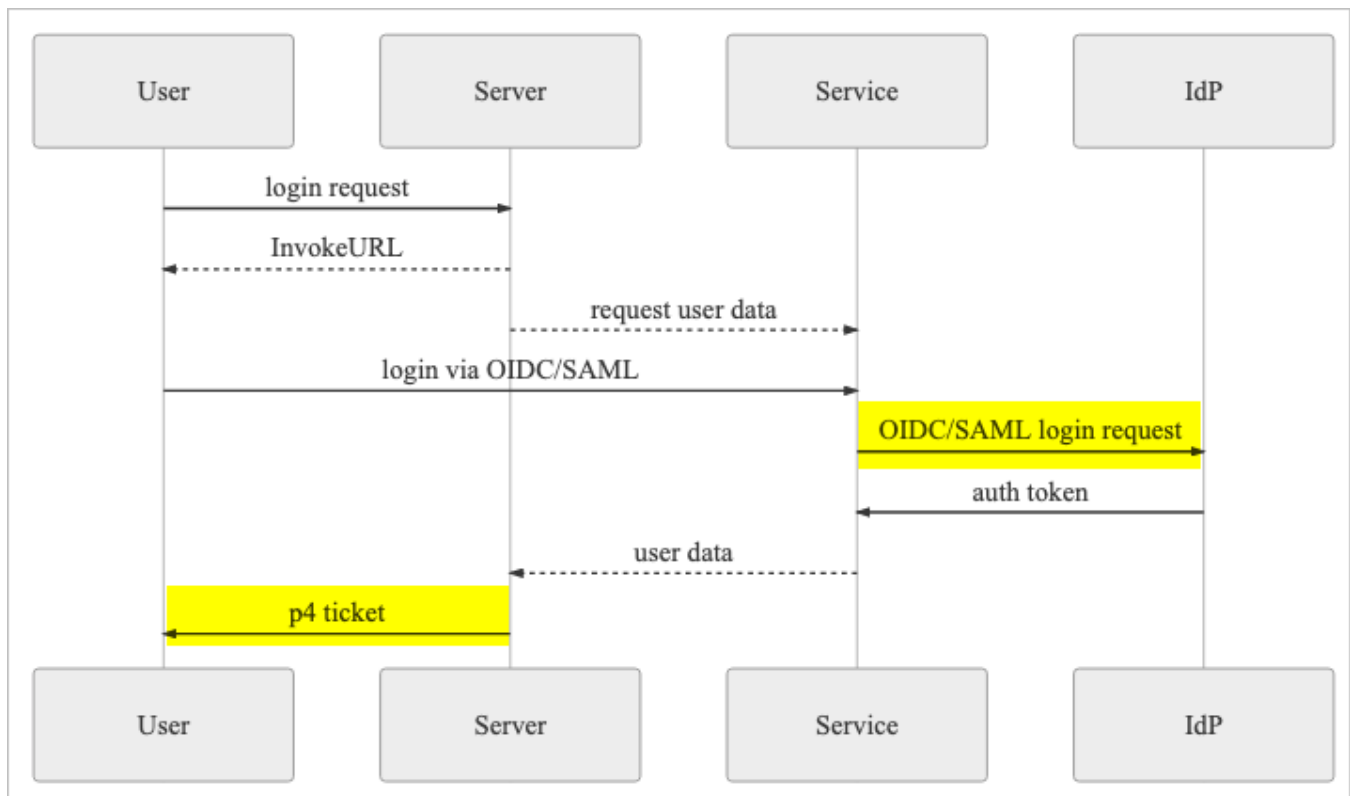 User
Server
Service
IdP
login request
InvokeURL
request user data
login via OIDC/SAML
OIDC/SAML login request
auth token
user data
p4 ticket
User
Server
Service
IdP